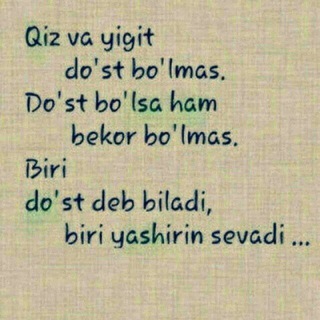 Qiz va yigit
do'st bo'lmas.
Do'st bo'lsa ham
bekor bo'lmas.
Biri
do'st deb biladi,
biri yashirin sevadi ...